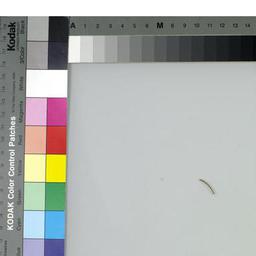 Kodak
A 1 2 3 4 5 6 M 8 9 10 11 12 13 14
KODAK Color Control Patches
Black
3/Color
White
Magenta
Red
Yellow
Green
Cyan
Blue